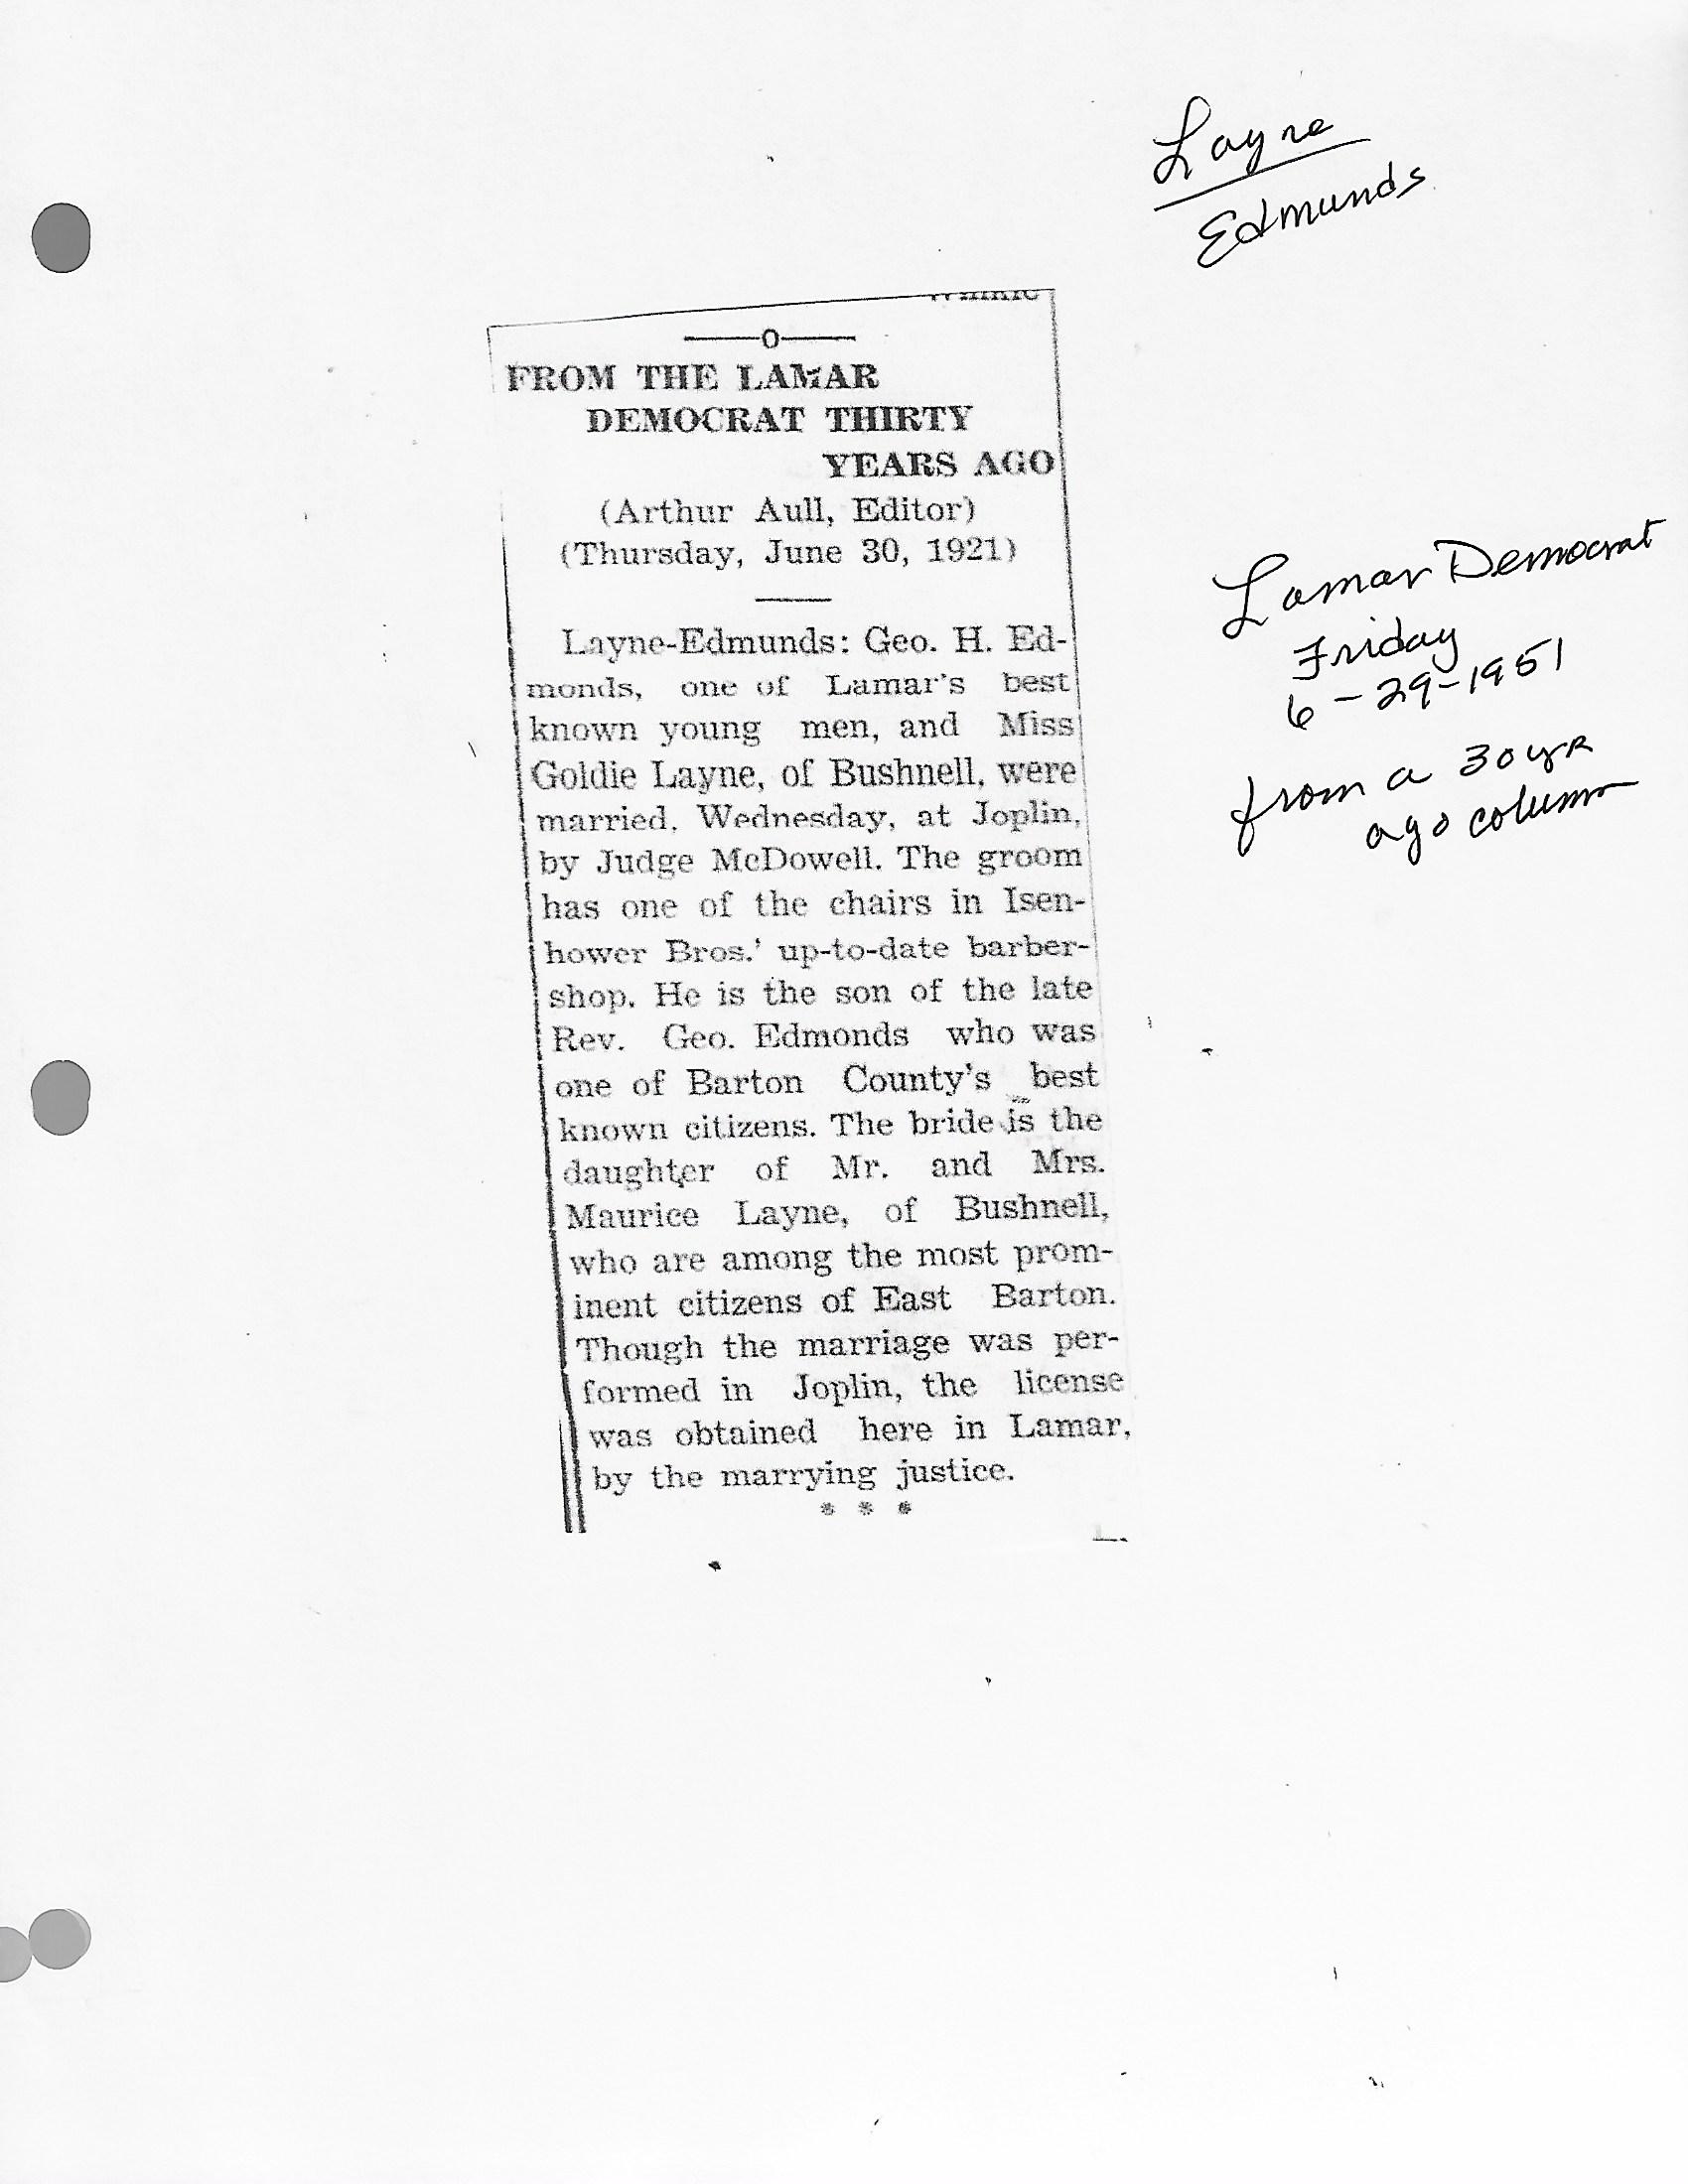 Layne
Edmunds
—o—
FROM THE LAMAR
DEMOCRAT THIRTY
YEARS AGO
(Arthur Aull, Editor)
(Thursday, June 30, 1921)
Layne-Edmunds: Geo. H. Ed-
monds, one of Lamar's best
known young men, and Miss
Goldie Layne, of Bushnell, were
married, Wednesday, at Joplin,
by Judge McDowell. The groom
has one of the chairs in Isen-
hower Bros.' up-to-date barber-
shop. He is the son of the late
Rev. Geo. Edmonds who was
one of Barton County's best
known citizens. The bride is the
daughter of Mr. and Mrs.
Maurice Layne, of Bushnell,
who are among the most prom-
inent citizens of East Barton.
Though the marriage was per-
formed in Joplin, the license
was obtained here in Lamar,
by the marrying justice.
* * *
Lamar Democrat
Friday
6-29-1951
from a 30 yr
ago column